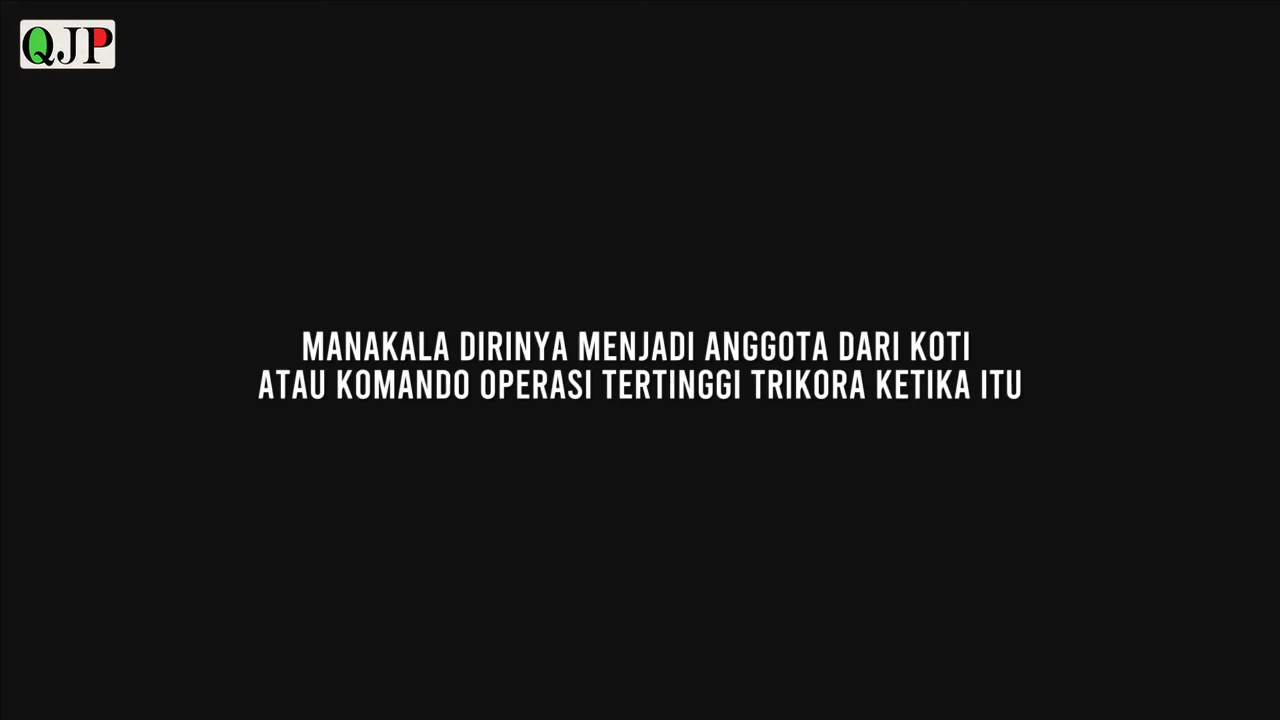 QJP
MANAKALA DIRINYA MENJADI ANGGOTA DARI KOTI
ATAU KOMANDO OPERASI TERTINGGI TRIKORA KETIKA ITU